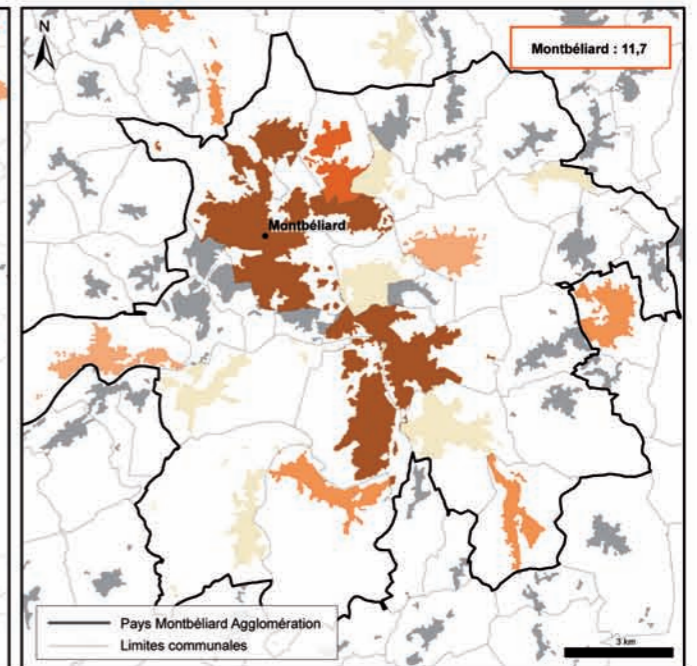 N
Montbéliard : 11,7
Montbéliard
Pays Montbéliard Agglomération
Limites communales
3 km